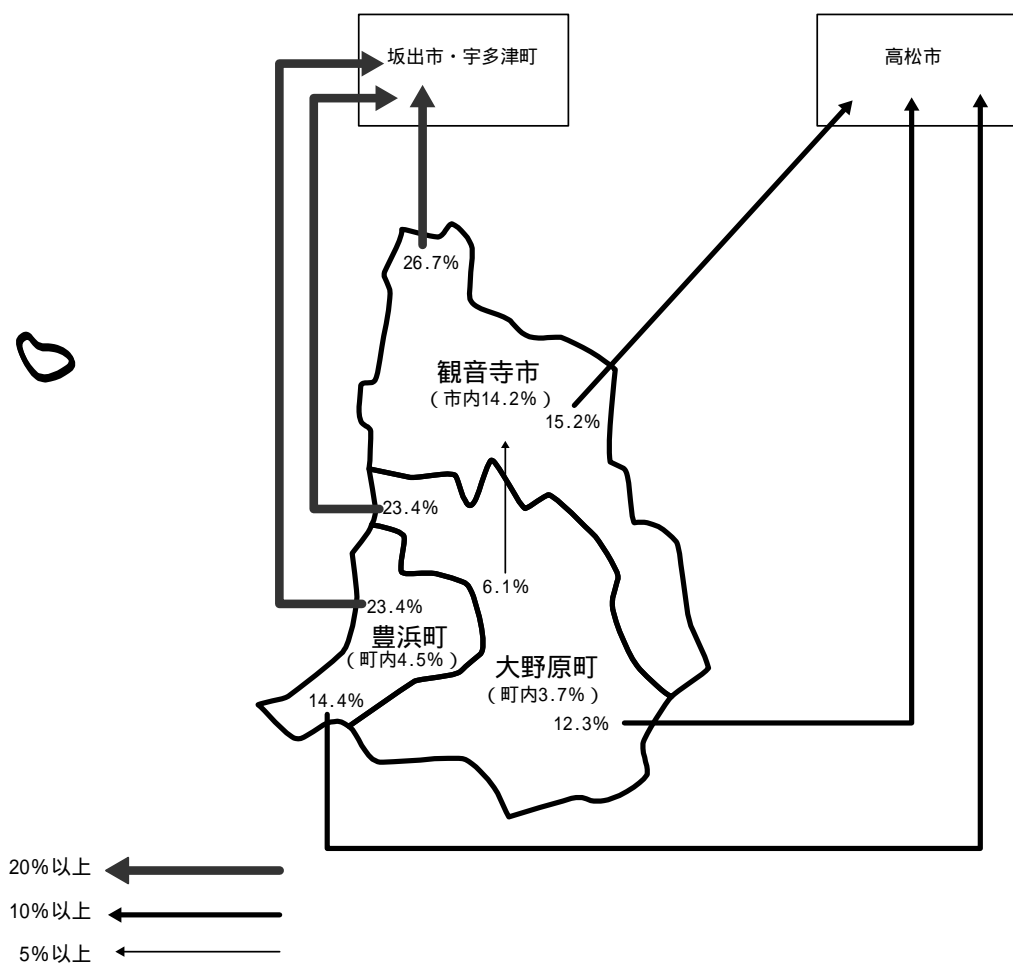 坂出市・宇多津町
高松市
26.7%
観音寺市
(市内14.2%)
15.2%
23.4%
6.1%
23.4%
豊浜町
(町内4.5%)
大野原町
(町内3.7%)
14.4%
12.3%
20%以上
10%以上
5%以上